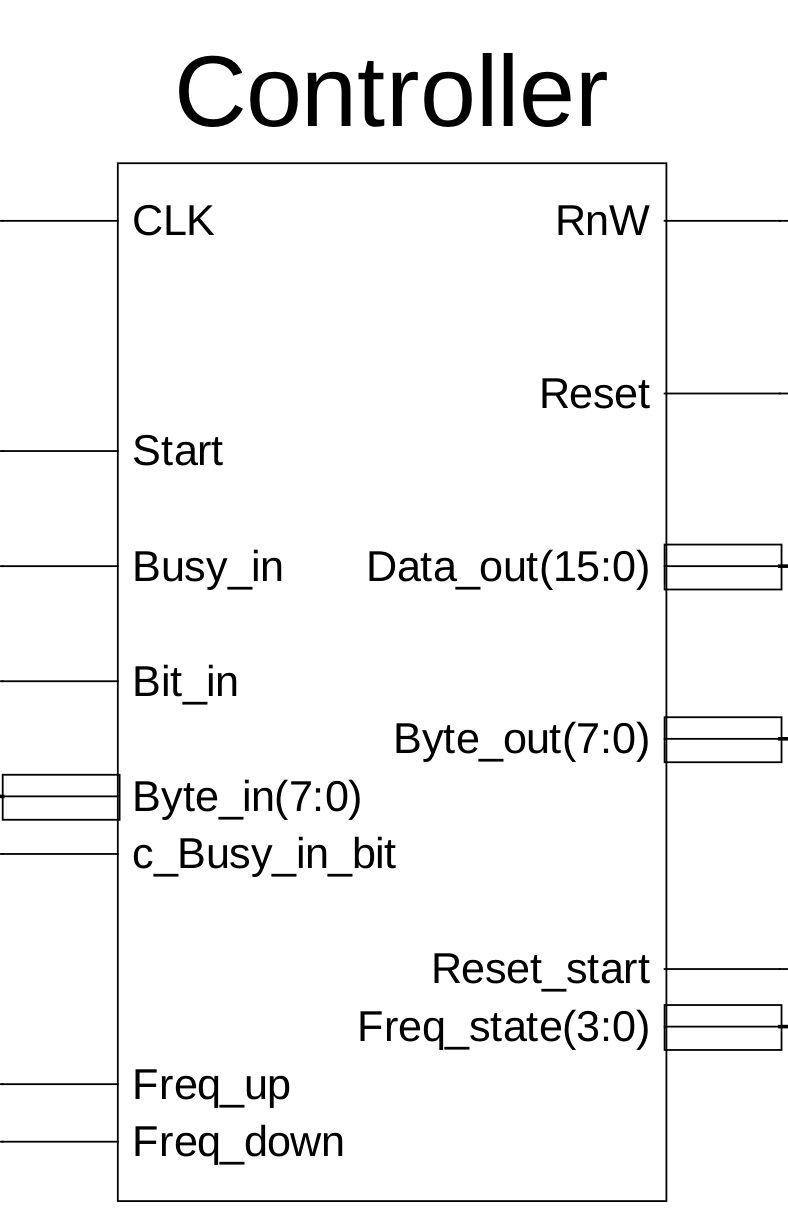 Controller
CLK RnW
Reset
Start
Busy_in Data_out(15:0)
Bit_in
Byte_out(7:0)
Byte_in(7:0)
c_Busy_in_bit
Reset_start
Freq_state(3:0)
Freq_up
Freq_down